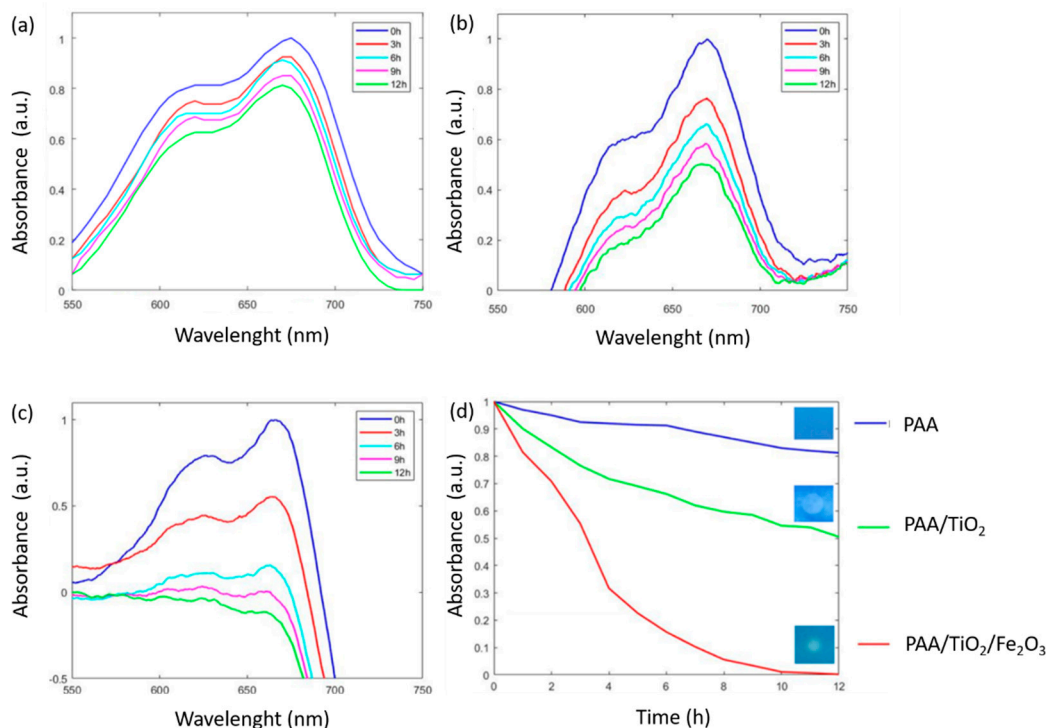 (a)
1
0.8
0.6
0.4
0.2
0
550
600
650
700
750
0h
3h
6h
9h
12h
Absorbance (a.u.)
Wavelenght (nm)
(b)
1
0.8
0.6
0.4
0.2
0
550
600
650
700
750
0h
3h
6h
9h
12h
Absorbance (a.u.)
Wavelenght (nm)
(c)
1
0.5
0
-0.5
550
600
650
700
750
0h
3h
6h
9h
12h
Absorbance (a.u.)
Wavelenght (nm)
(d)
1
0.9
0.8
0.7
0.6
0.5
0.4
0.3
0.2
0.1
0
0
2
4
6
8
10
12
Absorbance (a.u.)
Time (h)
PAA
PAA/TiO₂
PAA/TiO₂/Fe₂O₃